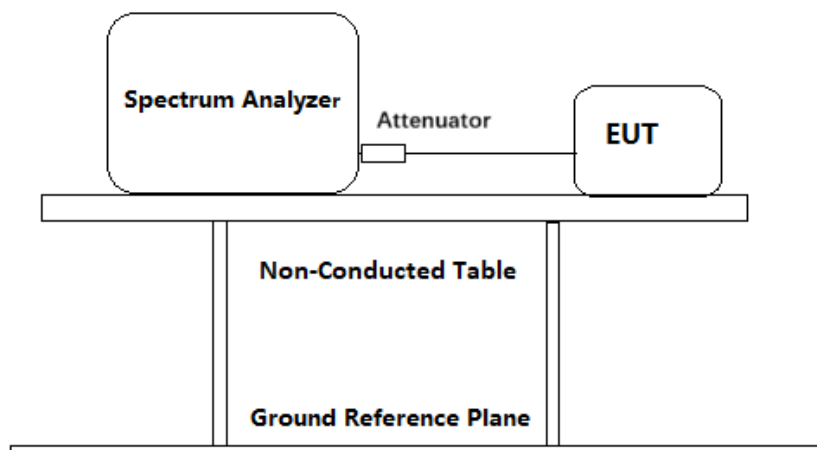 Spectrum Analyzer
Attenuator
EUT
Non-Conducted Table
Ground Reference Plane